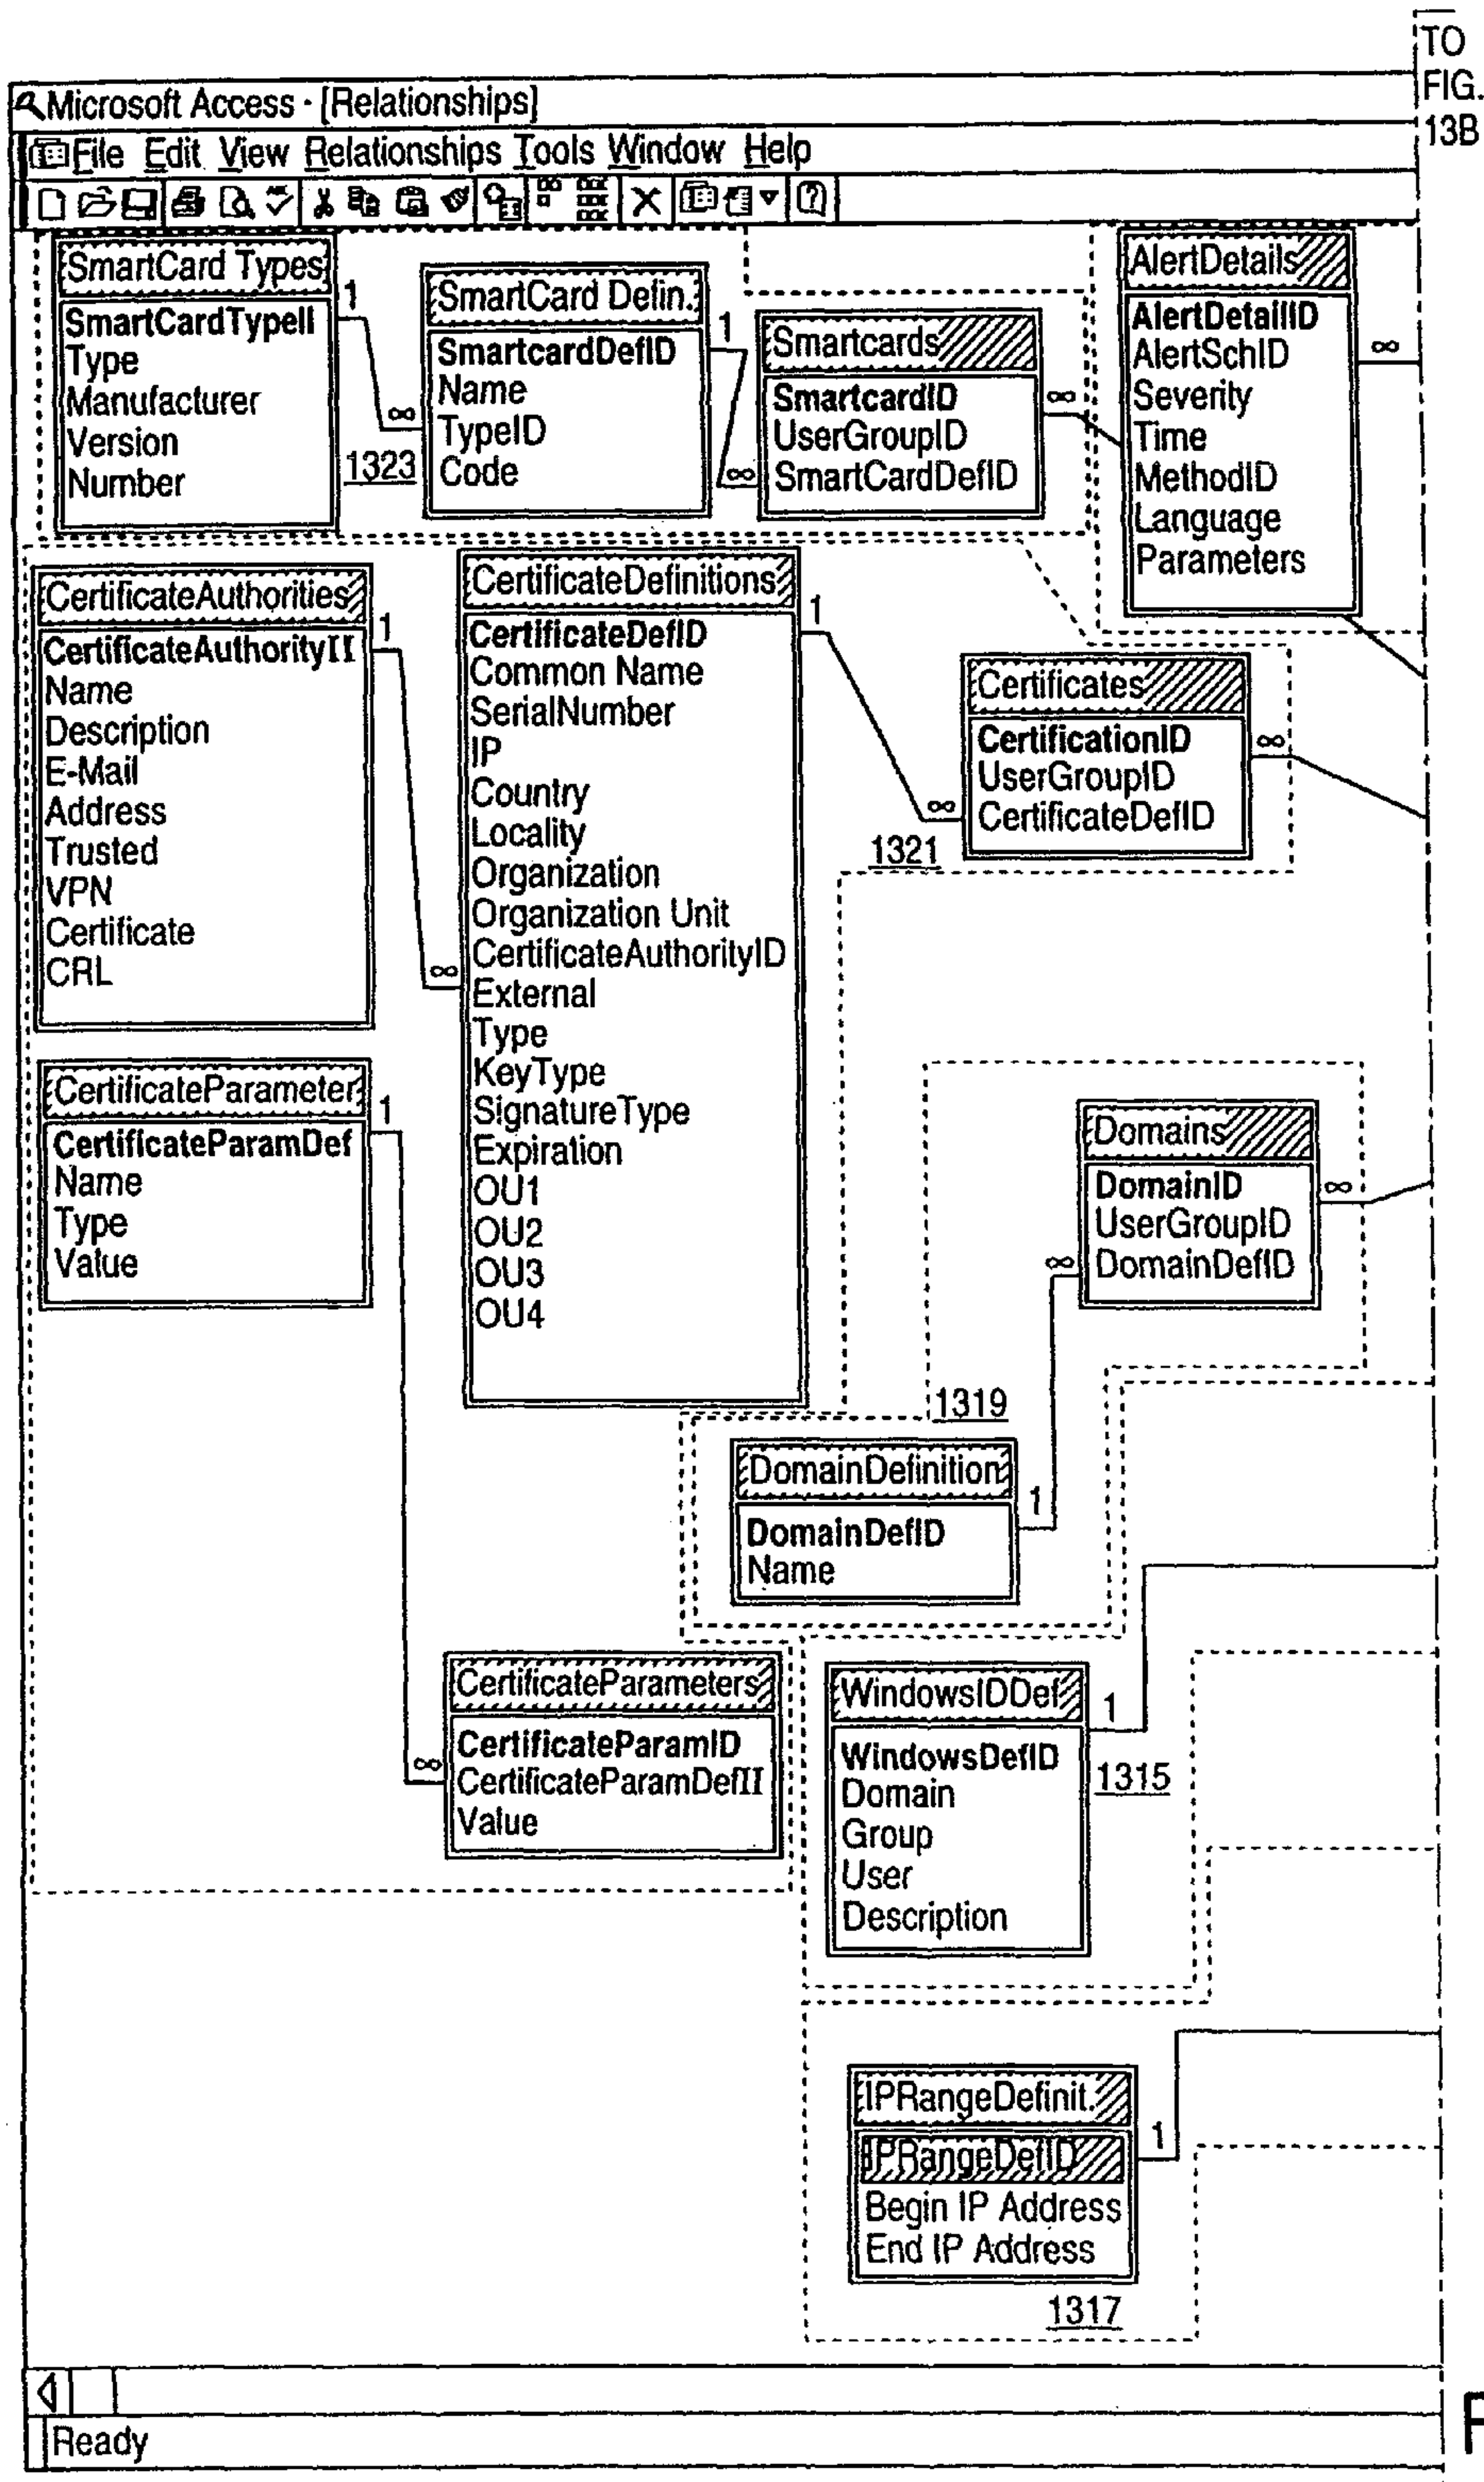 TO
FIG.
13B
Microsoft Access - [Relationships]
File Edit View Relationships Tools Window Help
SmartCard Types
SmartCardTypeII
Type
Manufacturer
Version
Number
1
∞
1323
SmartCard Defin.
SmartcardDefID
Name
TypeID
Code
1
∞
Smartcards
SmartcardID
UserGroupID
SmartCardDefID
∞
AlertDetails
AlertDetailID
AlertSchID
Severity
Time
MethodID
Language
Parameters
∞
CertificateAuthorities
CertificateAuthorityII
Name
Description
E-Mail
Address
Trusted
VPN
Certificate
CRL
1
∞
CertificateDefinitions
CertificateDefID
Common Name
SerialNumber
IP
Country
Locality
Organization
Organization Unit
CertificateAuthorityID
External
Type
KeyType
SignatureType
Expiration
OU1
OU2
OU3
OU4
1
∞
1321
Certificates
CertificationID
UserGroupID
CertificateDefID
∞
CertificateParameter
CertificateParamDef
Name
Type
Value
1
∞
Domains
DomainID
UserGroupID
DomainDefID
∞
∞
1319
DomainDefinition
DomainDefID
Name
1
CertificateParameters
CertificateParamID
CertificateParamDefII
Value
WindowsIDDef
WindowsDefID
Domain
Group
User
Description
1
1315
IPRangeDefinit.
IPRangeDefID
Begin IP Address
End IP Address
1
1317
Ready
F